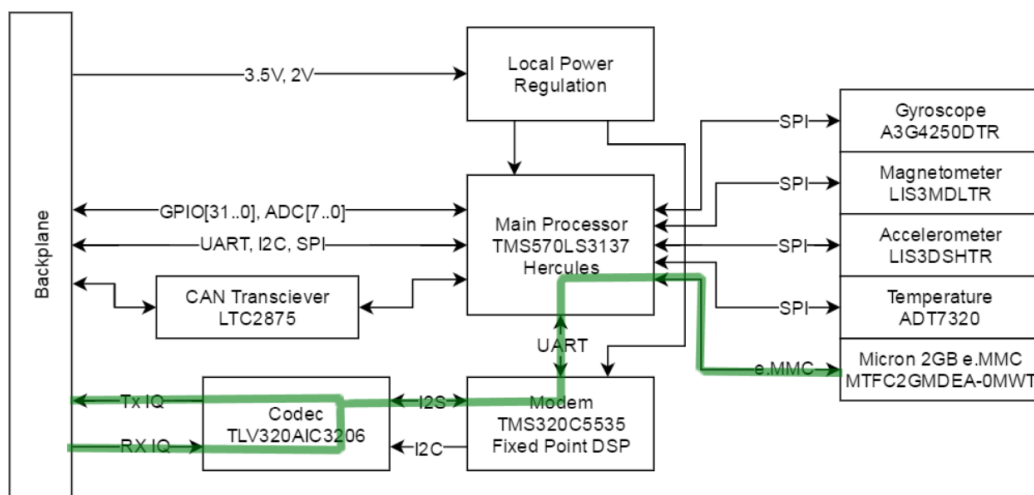 Backplane
3.5V, 2V
Local Power
Regulation
GPIO[31..0], ADC[7..0]
UART, I2C, SPI
CAN Transciever
LTC2875
Main Processor
TMS570LS3137
Hercules
SPI
Gyroscope
A3G4250DTR
SPI
Magnetometer
LIS3MDLTR
SPI
Accelerometer
LIS3DSHTR
SPI
Temperature
ADT7320
e.MMC
Micron 2GB e.MMC
MTFC2GMDEA-0MWT
UART
Tx IQ
RX IQ
Codec
TLV320AIC3206
I2S
I2C
Modem
TMS320C5535
Fixed Point DSP